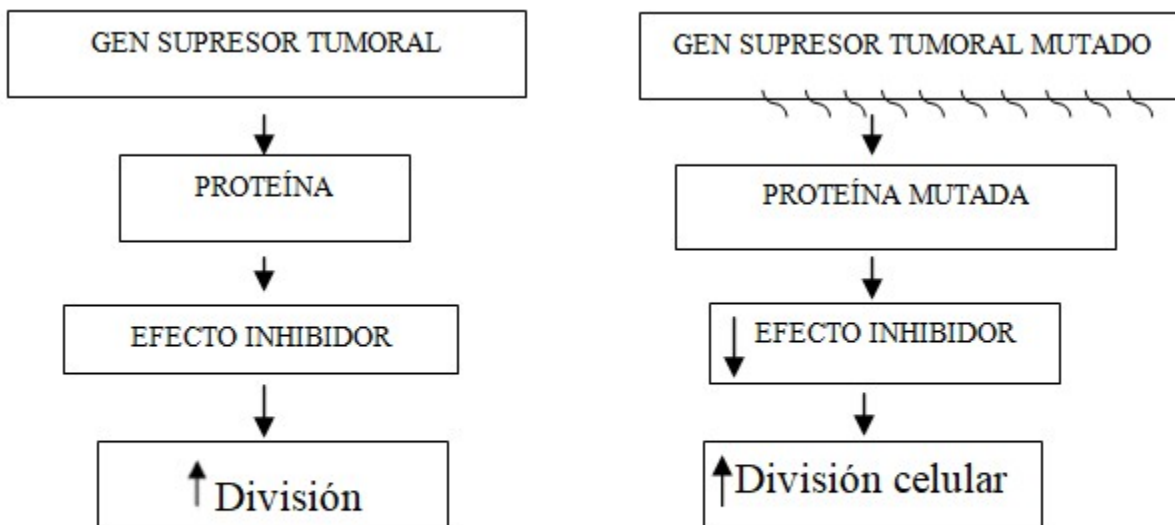 GEN SUPRESOR TUMORAL
PROTEÍNA
EFECTO INHIBIDOR
↑ División
GEN SUPRESOR TUMORAL MUTADO
PROTEÍNA MUTADA
↓ EFECTO INHIBIDOR
↑ División celular